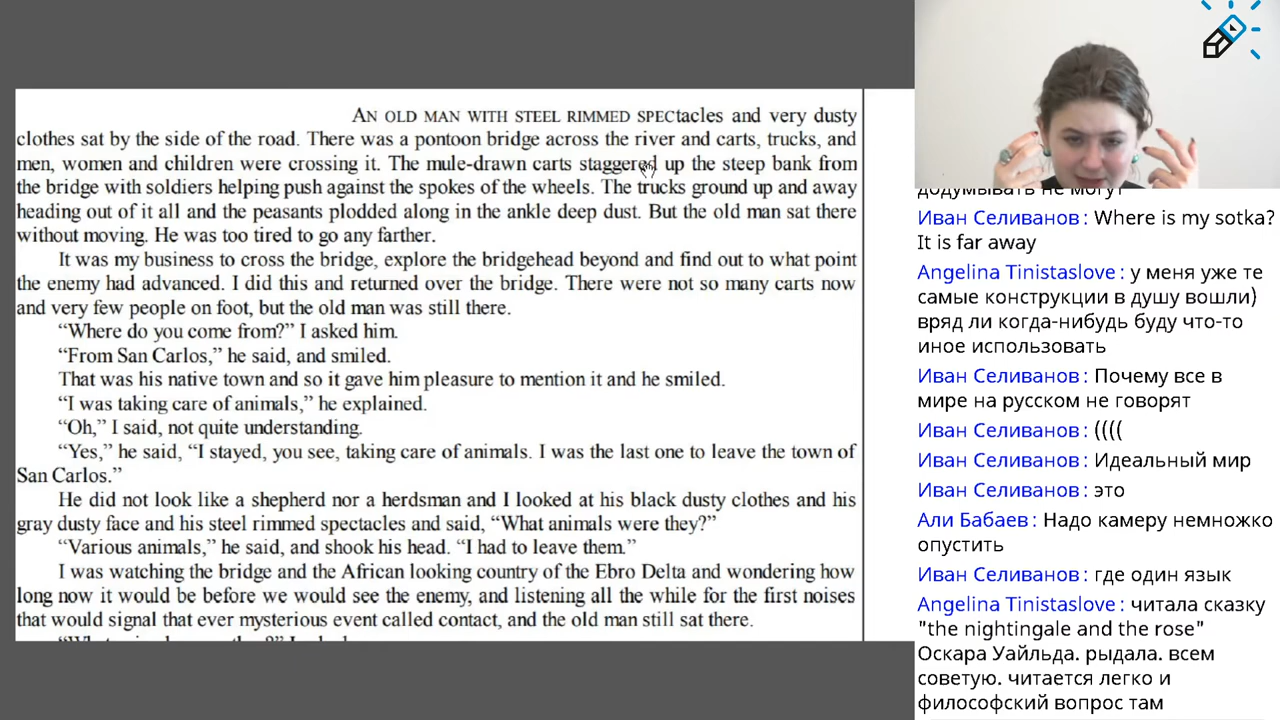 AN OLD MAN WITH STEEL RIMMED SPECtacles and very dusty
clothes sat by the side of the road. There was a pontoon bridge across the river and carts, trucks, and
men, women and children were crossing it. The mule-drawn carts staggered up the steep bank from
the bridge with soldiers helping push against the spokes of the wheels. The trucks ground up and away
heading out of it all and the peasants plodded along in the ankle deep dust. But the old man sat there
without moving. He was too tired to go any farther.
It was my business to cross the bridge, explore the bridgehead beyond and find out to what point
the enemy had advanced. I did this and returned over the bridge. There were not so many carts now
and very few people on foot, but the old man was still there.
“Where do you come from?” I asked him.
“From San Carlos,” he said, and smiled.
That was his native town and so it gave him pleasure to mention it and he smiled.
“I was taking care of animals,” he explained.
“Oh,” I said, not quite understanding.
“Yes,” he said, “I stayed, you see, taking care of animals. I was the last one to leave the town of
San Carlos.”
He did not look like a shepherd nor a herdsman and I looked at his black dusty clothes and his
gray dusty face and his steel rimmed spectacles and said, “What animals were they?”
“Various animals,” he said, and shook his head. “I had to leave them.”
I was watching the bridge and the African looking country of the Ebro Delta and wondering how
long now it would be before we would see the enemy, and listening all the while for the first noises
that would signal that ever mysterious event called contact, and the old man still sat there.
додумывать не могут
Иван Селиванов: Where is my sotka?
It is far away
Angelina Tinistaslove: у меня уже те
самые конструкции в душу вошли)
вряд ли когда-нибудь буду что-то
иное использовать
Иван Селиванов: Почему все в
мире на русском не говорят
Иван Селиванов: ((((
Иван Селиванов: Идеальный мир
Иван Селиванов: это
Али Бабаев: Надо камеру немножко
опустить
Иван Селиванов: где один язык
Angelina Tinistaslove: читала сказку
"the nightingale and the rose"
Оскара Уайльда. рыдала. всем
советую. читается легко и
философский вопрос там